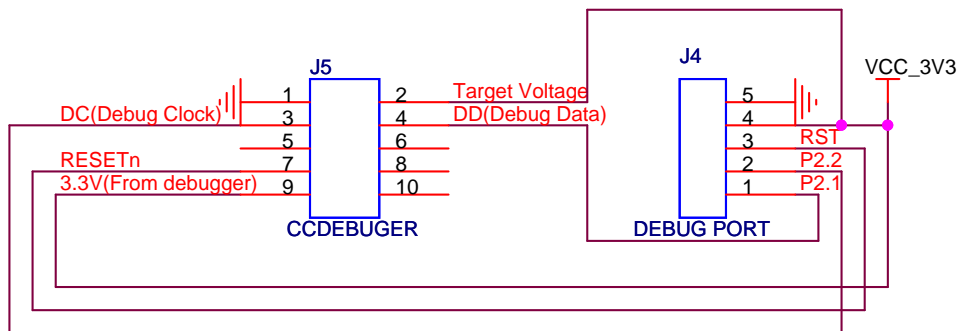 J5
J4
VCC_3V3
1
2
Target Voltage
5
DC(Debug Clock)
3
4
DD(Debug Data)
4
5
6
3
RST
RESETn
7
8
2
P2.2
3.3V(From debugger)
9
10
1
P2.1
CCDEBUGER
DEBUG PORT